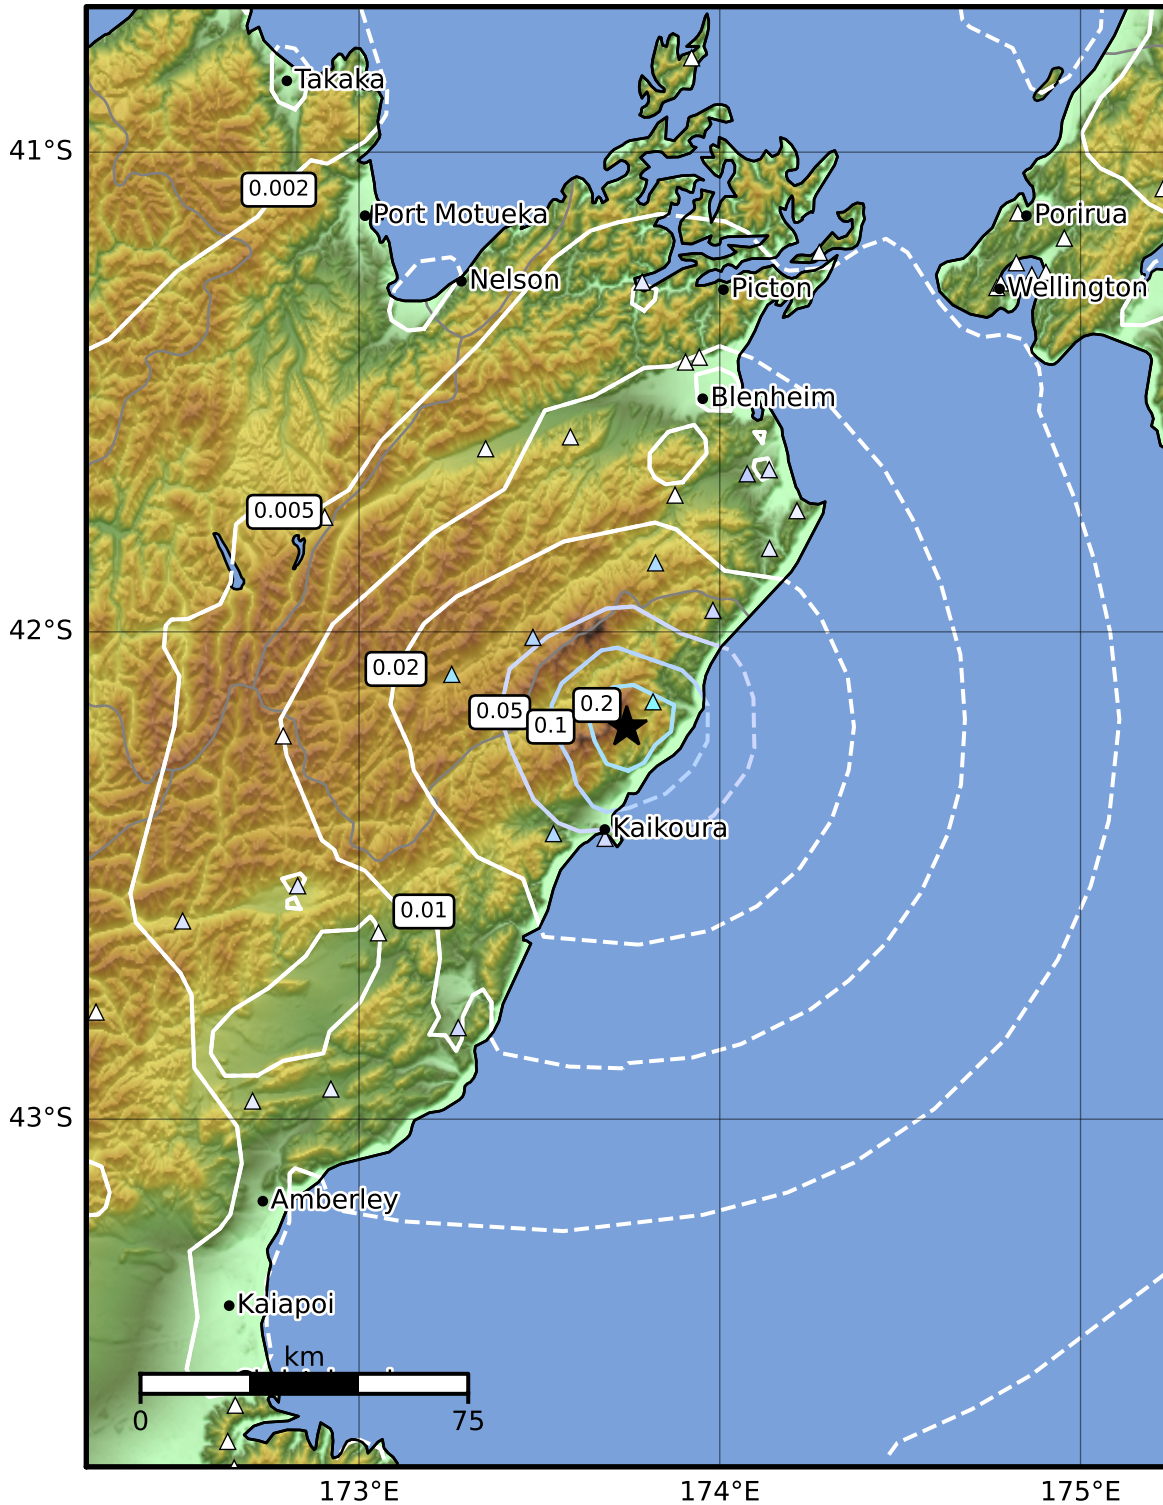 Takaka
41°S
0.002
Port Motueka
Porirua
Nelson
Picton
Wellington
Blenheim
0.005
42°S
0.02
0.05
0.1
0.2
Kaikoura
0.01
43°S
Amberley
Kaiapoi
km
0
75
173°E
174°E
175°E